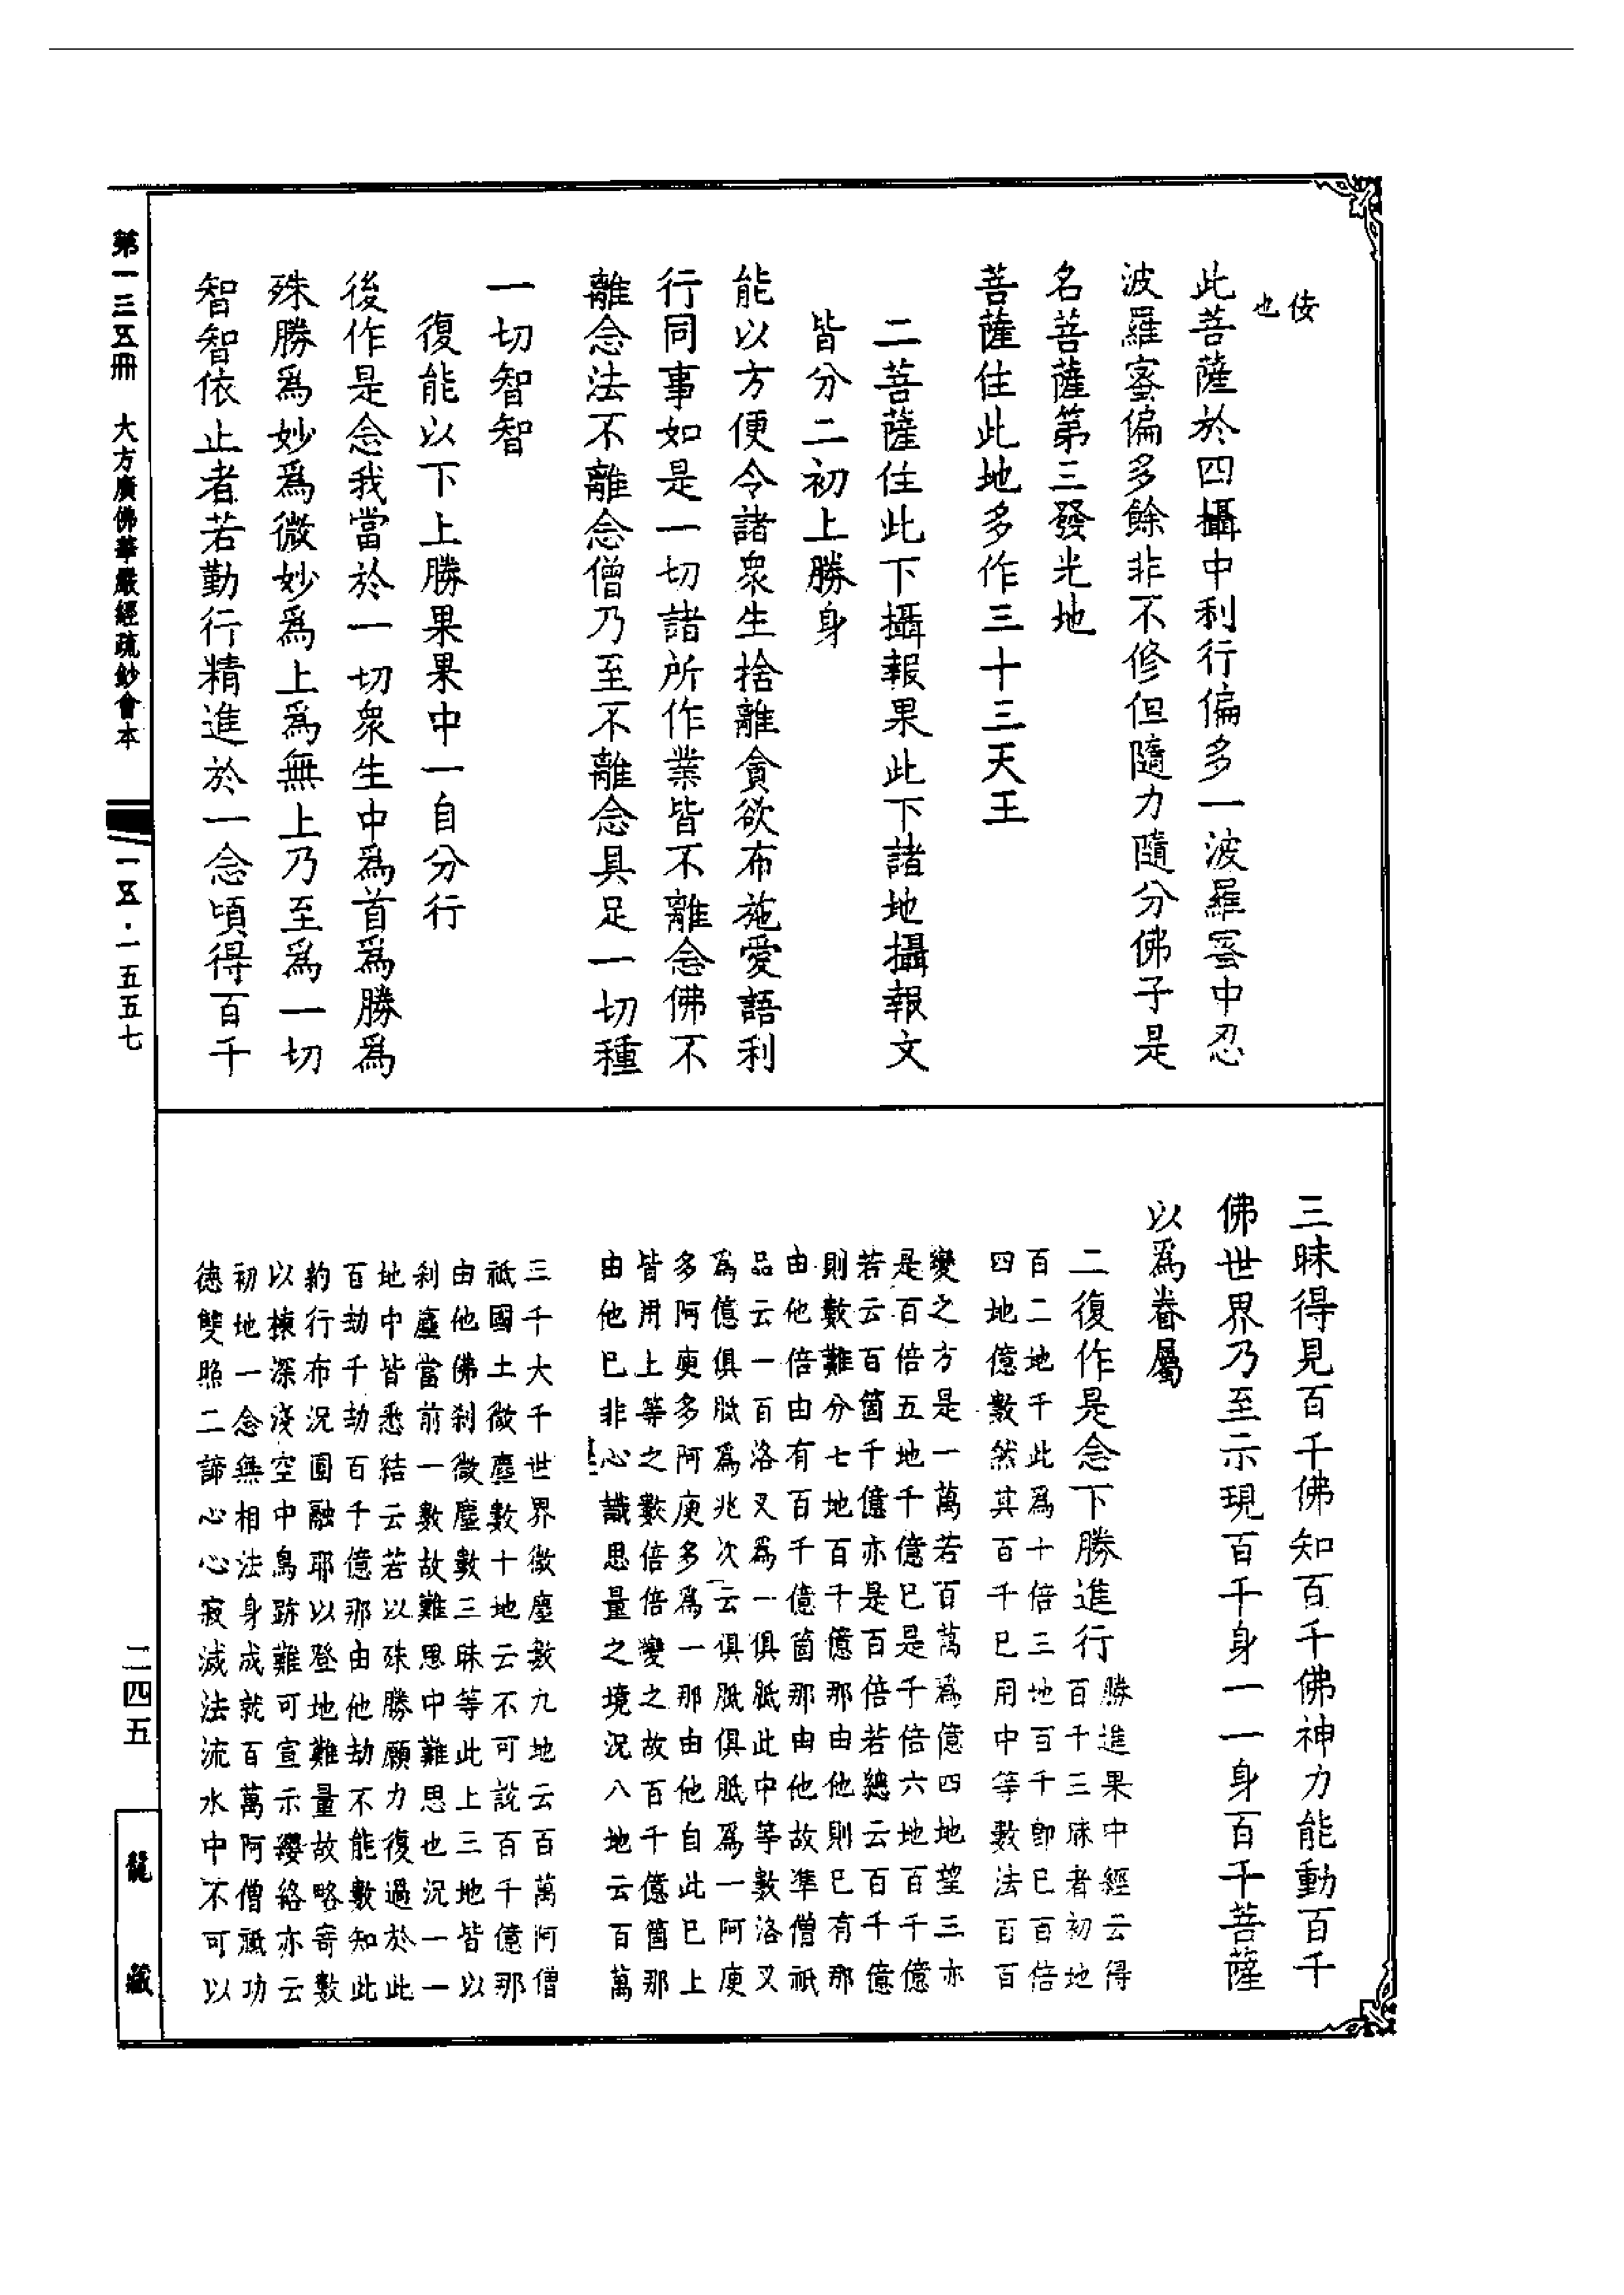 佞
也
此菩薩於四攝中利行偏多一波羅蜜中忍
波羅蜜偏多餘非不修但隨力隨分佛子是
名菩薩第三發光地
菩薩住此地多作三十三天王
二菩薩住此下攝報果此下諸地攝報文
皆分二初上勝身
能以方便令諸衆生捨離貪欲布施愛語利
行同事如是一切諸所作業皆不離念佛不
離念法不離念僧乃至不離念具足一切種
一切智智
復能以下上勝果果中一自分行
後作是念我當於一切衆生中爲首爲勝爲
殊勝爲妙爲微妙爲上爲無上乃至爲一切
智智依止者若勤行精進於一念頃得百千
三昧得見百千佛知百千佛神力能動百千
佛世界乃至示現百千身一一身百千菩薩
以爲眷屬
二復作是念下勝進行
勝進果中經云得
百千三昧者初地
百二地千此爲十倍三地百千卽已百倍
四地億數然其百千已用中等數法百百
變之方是一萬若百萬爲億四地望三亦
是百倍五地千億已是千倍六地百千億
若云百箇千億亦是百倍若總云百千億
則數難分七地百千億那由他則已有那
由他倍由有百千億箇那由他故準僧祇
品云一百洛叉爲一俱胝此中等數洛叉
爲億俱胝爲兆次云俱胝俱胝爲一阿庾
多阿庾多阿庾多爲一那由他自此已上
皆用上等之數倍倍變之故百千億箇那
由他已非心識思量之境況八地云百萬
三千大千世界微塵數九地云百萬阿僧
祇國土微塵數十地云不可說百千億那
由他佛刹微塵數三昧等此上三地皆以
刹塵當前一數故難思中難思也況一一
地中皆悉結云若以殊勝願力復過於此
百劫千劫百千億那由他劫不能數知此
約行布況圓融耶以登地難量故略寄數
以揀深淺空中鳥跡難可宣示纓絡亦云
初地一念無相法身成就百萬阿僧祇功
德雙照二諦心心寂滅法流水中不可以
第一三五冊　大方廣佛華嚴經疏鈔會本
一五·一五五七
二四五
龍藏